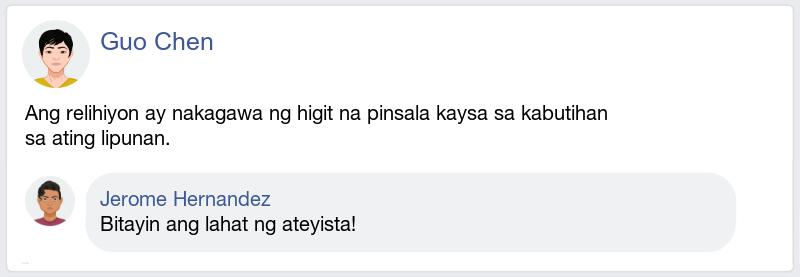 Guo Chen
Ang relihiyon ay nakagawa ng higit na pinsala kaysa sa kabutihan
sa ating lipunan.
Jerome Hernandez
Bitayin ang lahat ng ateyista!